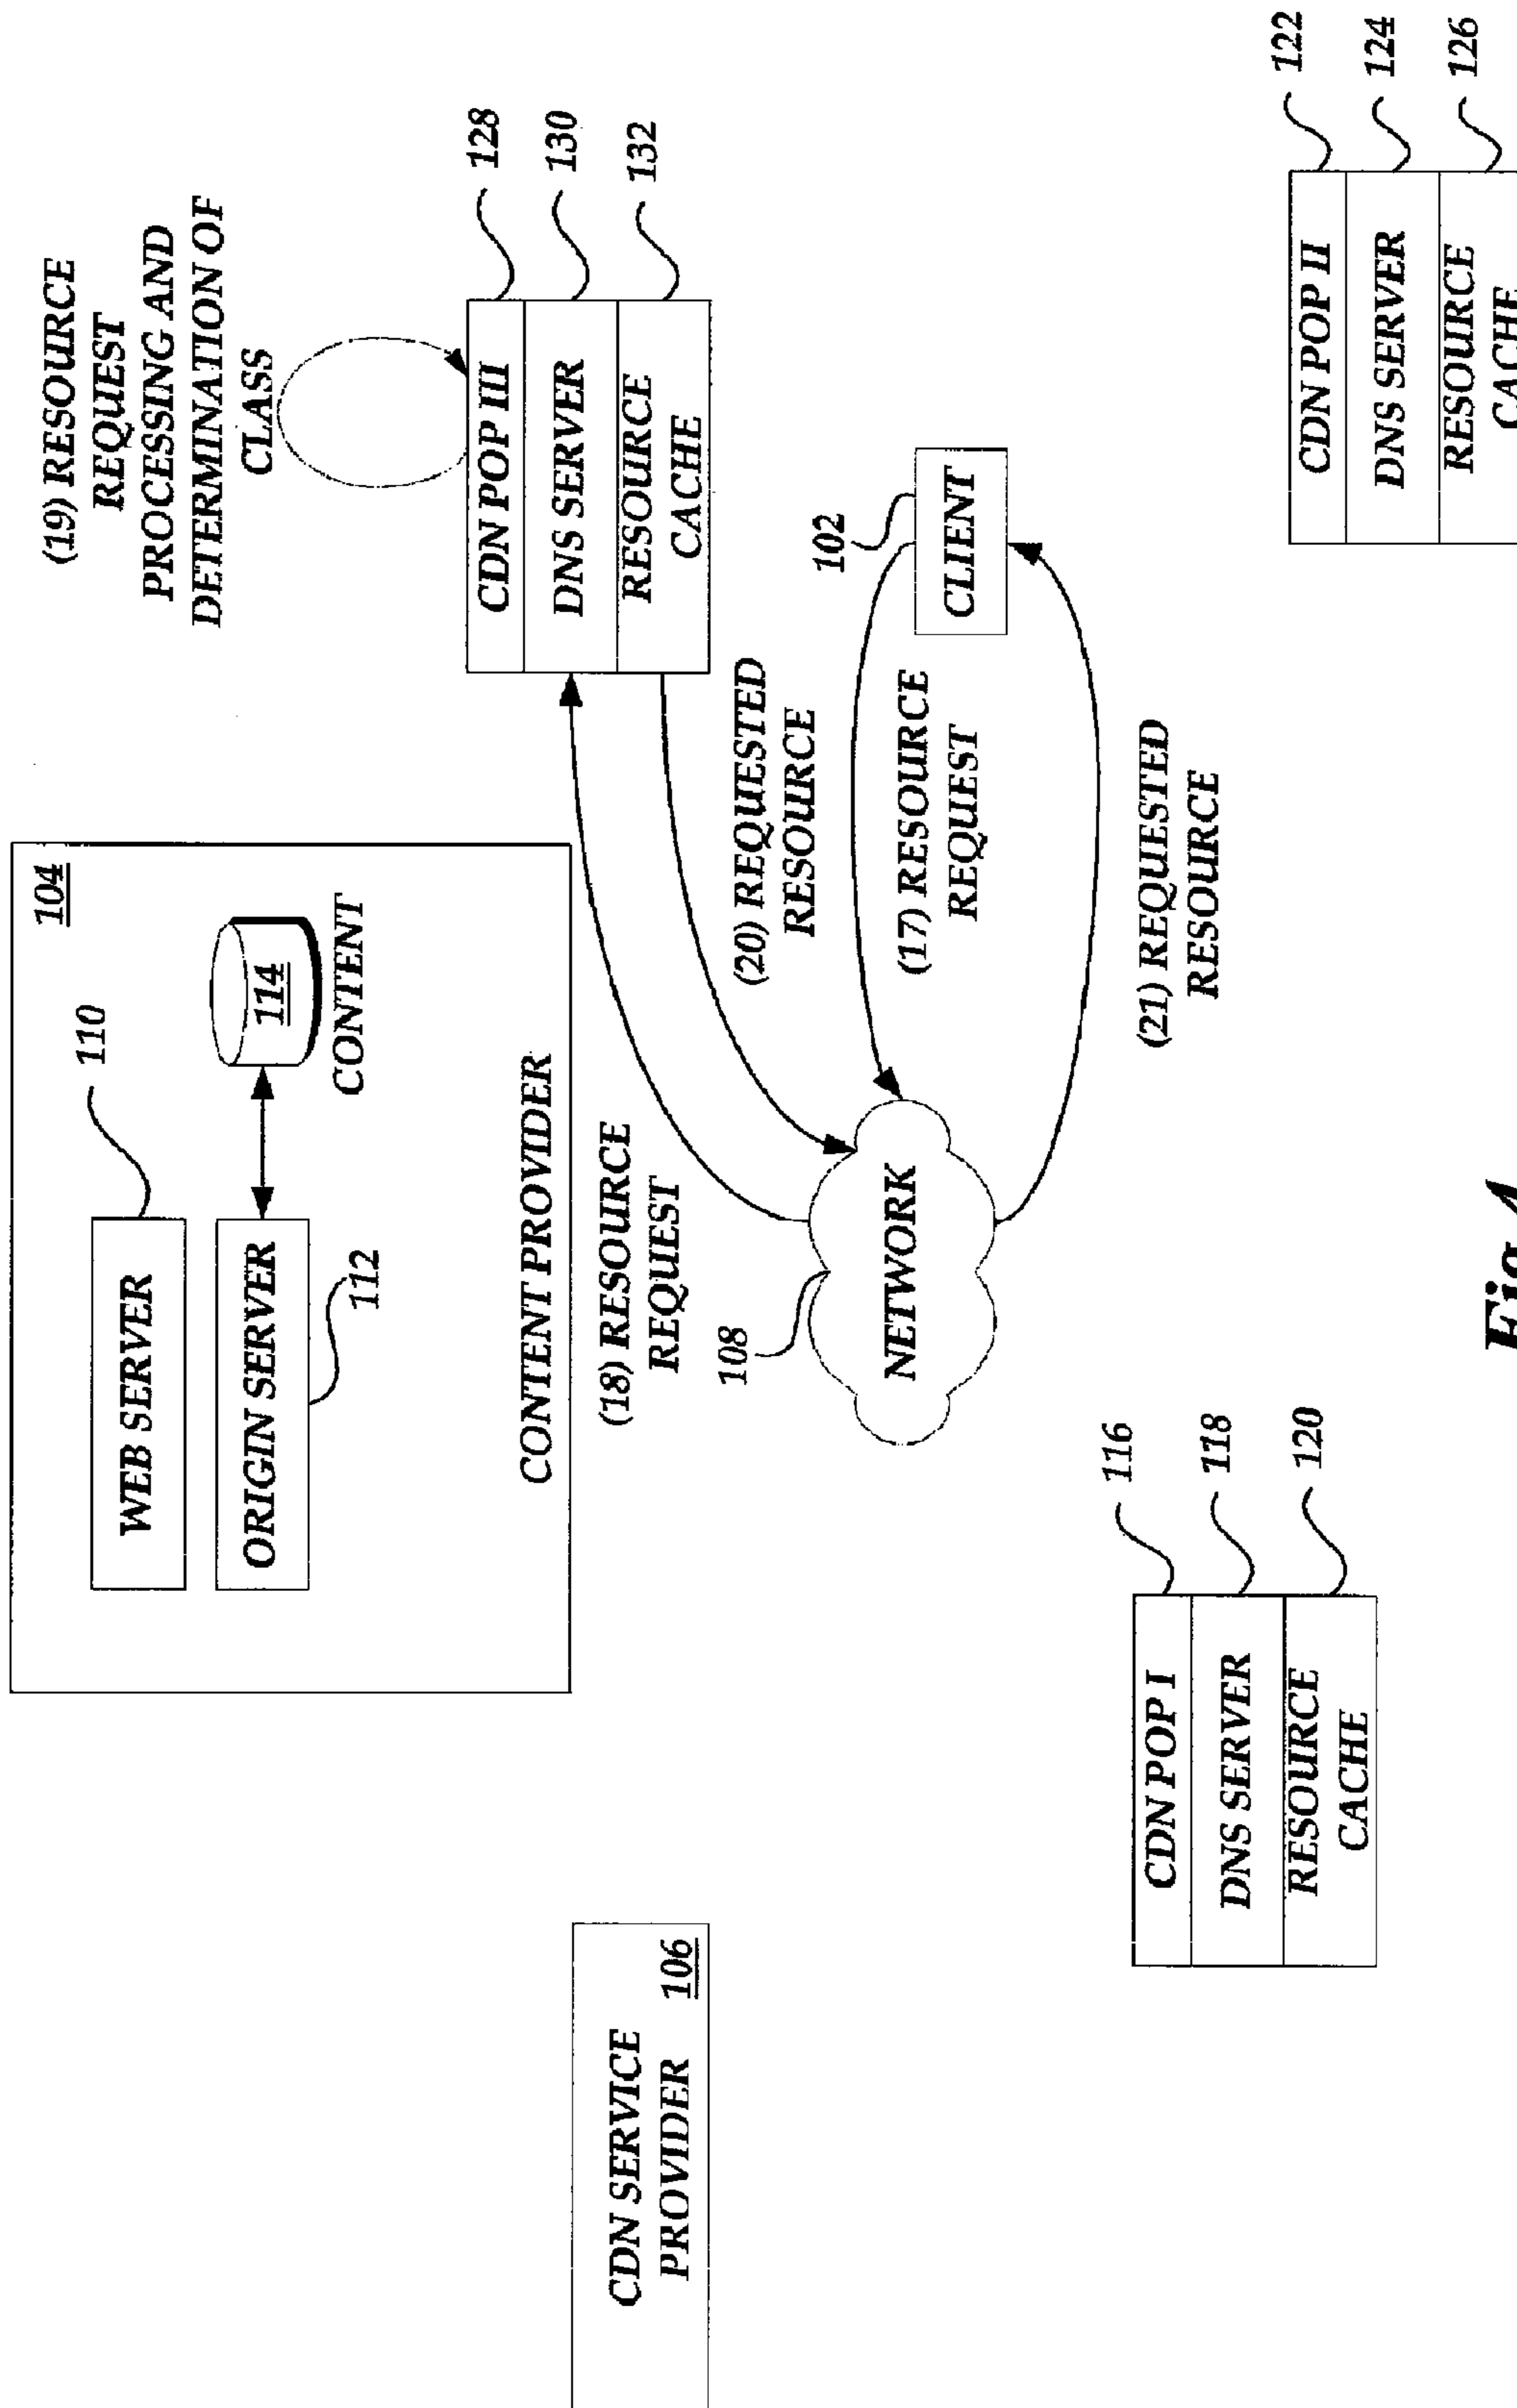 104
110
WEB SERVER
ORIGIN SERVER
112
114
CONTENT
CONTENT PROVIDER
(19) RESOURCE
REQUEST
PROCESSING AND
DETERMINATION OF
CLASS
CDN POP III
128
DNS SERVER
130
RESOURCE
CACHE
132
CDN SERVICE
PROVIDER
106
(18) RESOURCE
REQUEST
(20) REQUESTED
RESOURCE
108
NETWORK
102
CLIENT
(17) RESOURCE
REQUEST
(21) REQUESTED
RESOURCE
CDN POP I
116
DNS SERVER
118
RESOURCE
CACHE
120
CDN POP II
122
DNS SERVER
124
RESOURCE
CACHE
126
Fig. 4